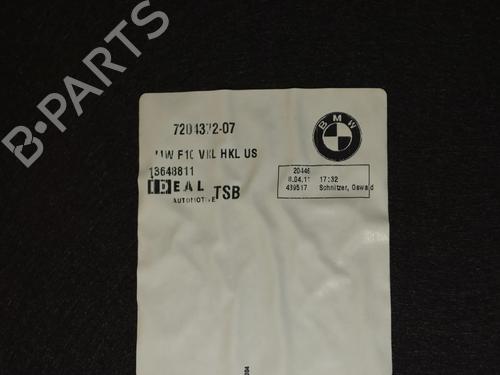 B-PARTS
7204372-07
BMW
F10 VKL HKL US
13648811
IDEAL
AUTOMOTIVE
TSB
20446
8.04.11 17:32
439517 Schnitzer, Oswald